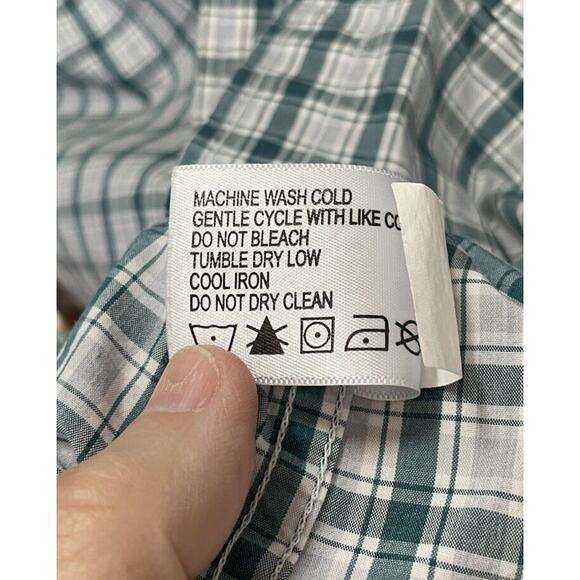 MACHINE WASH COLD
GENTLE CYCLE WITH LIKE
DO NOT BLEACH
TUMBLE DRY LOW
COOL IRON
DO NOT DRY CLEAN